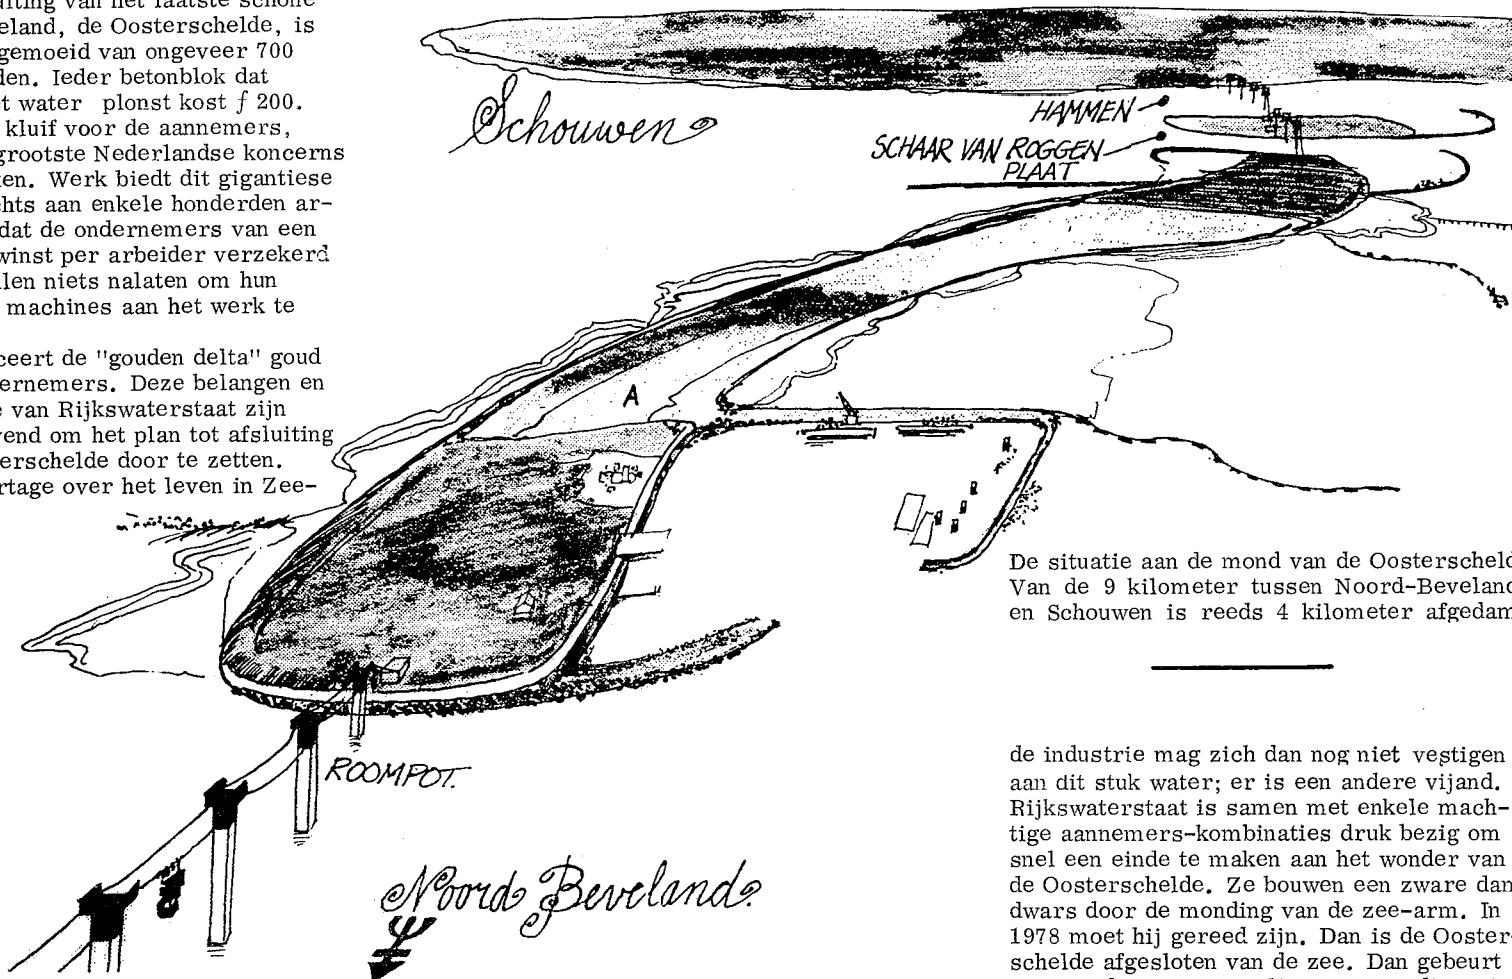 van het laatste schone
eland, de Oosterschelde, is
gemoeid van ongeveer 700
den. Ieder betonblok dat
t water plonst kost ƒ 200.
kluif voor de aannemers,
grootste Nederlandse koncerns
ken. Werk biedt dit gigantiese
hts aan enkele honderden ar-
dat de ondernemers van een
winst per arbeider verzekerd
llen niets nalaten om hun
machines aan het werk te
ceert de "gouden delta" goud
ernemers. Deze belangen en
e van Rijkswaterstaat zijn
vend om het plan tot afsluiting
erschelde door te zetten.
rtage over het leven in Zee-
Schouwen
HAMMEN
SCHAAR VAN ROGGEN
PLAAT
A
ROOMPOT.
Noord Beveland.
De situatie aan de mond van de Oosterscheld
Van de 9 kilometer tussen Noord-Beveland
en Schouwen is reeds 4 kilometer afgedam
de industrie mag zich dan nog niet vestigen
aan dit stuk water; er is een andere vijand.
Rijkswaterstaat is samen met enkele mach-
tige aannemers-kombinaties druk bezig om
snel een einde te maken aan het wonder van
de Oosterschelde. Ze bouwen een zware dam
dwars door de monding van de zee-arm. In
1978 moet hij gereed zijn. Dan is de Ooster-
schelde afgesloten van de zee. Dan gebeurt